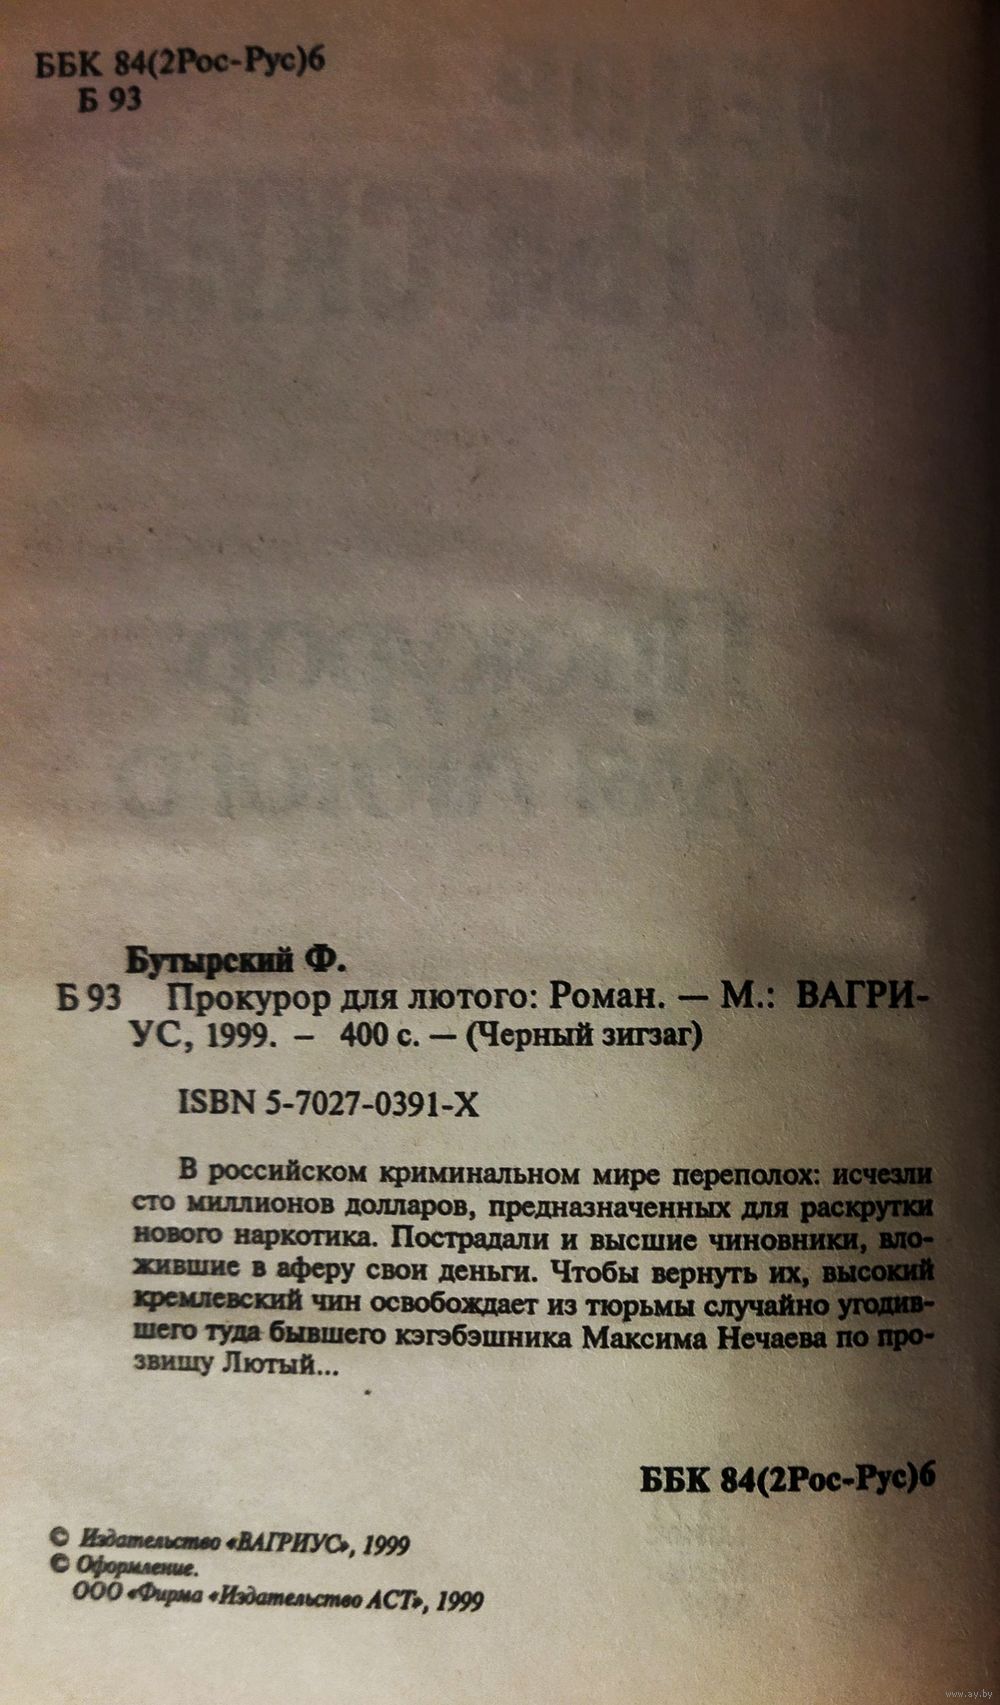 ББК 84(2Рос-Рус)6
Б 93
Бутырский Ф.
Б 93 Прокурор для лютого: Роман. — М.: ВАГРИ-
УС, 1999. – 400 с. — (Черный зигзаг)
ISBN 5-7027-0391-X
В российском криминальном мире переполох: исчезли
сто миллионов долларов, предназначенных для раскрутки
нового наркотика. Пострадали и высшие чиновники, вло-
жившие в аферу свои деньги. Чтобы вернуть их, высокий
кремлевский чин освобождает из тюрьмы случайно угодив-
шего туда бывшего кэгэбэшника Максима Нечаева по про-
звищу Лютый...
ББК 84(2Рос-Рус)6
© Издательство «ВАГРИУС», 1999
© Оформление.
ООО «Фирма «Издательство АСТ», 1999
www.ay.by